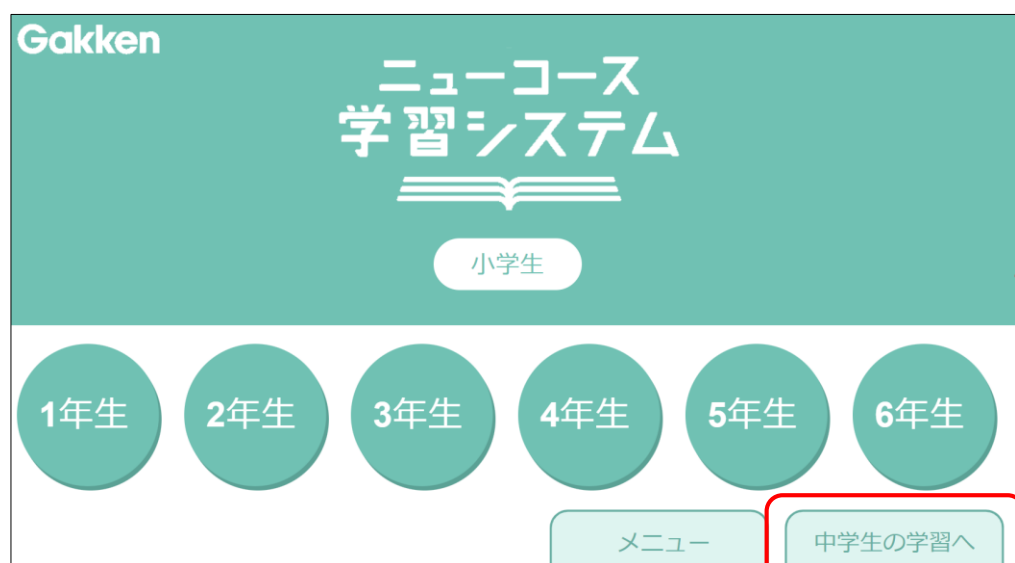 Gakken
ニューコース
学習システム
小学生
1年生 2年生 3年生 4年生 5年生 6年生
メニュー 中学生の学習へ